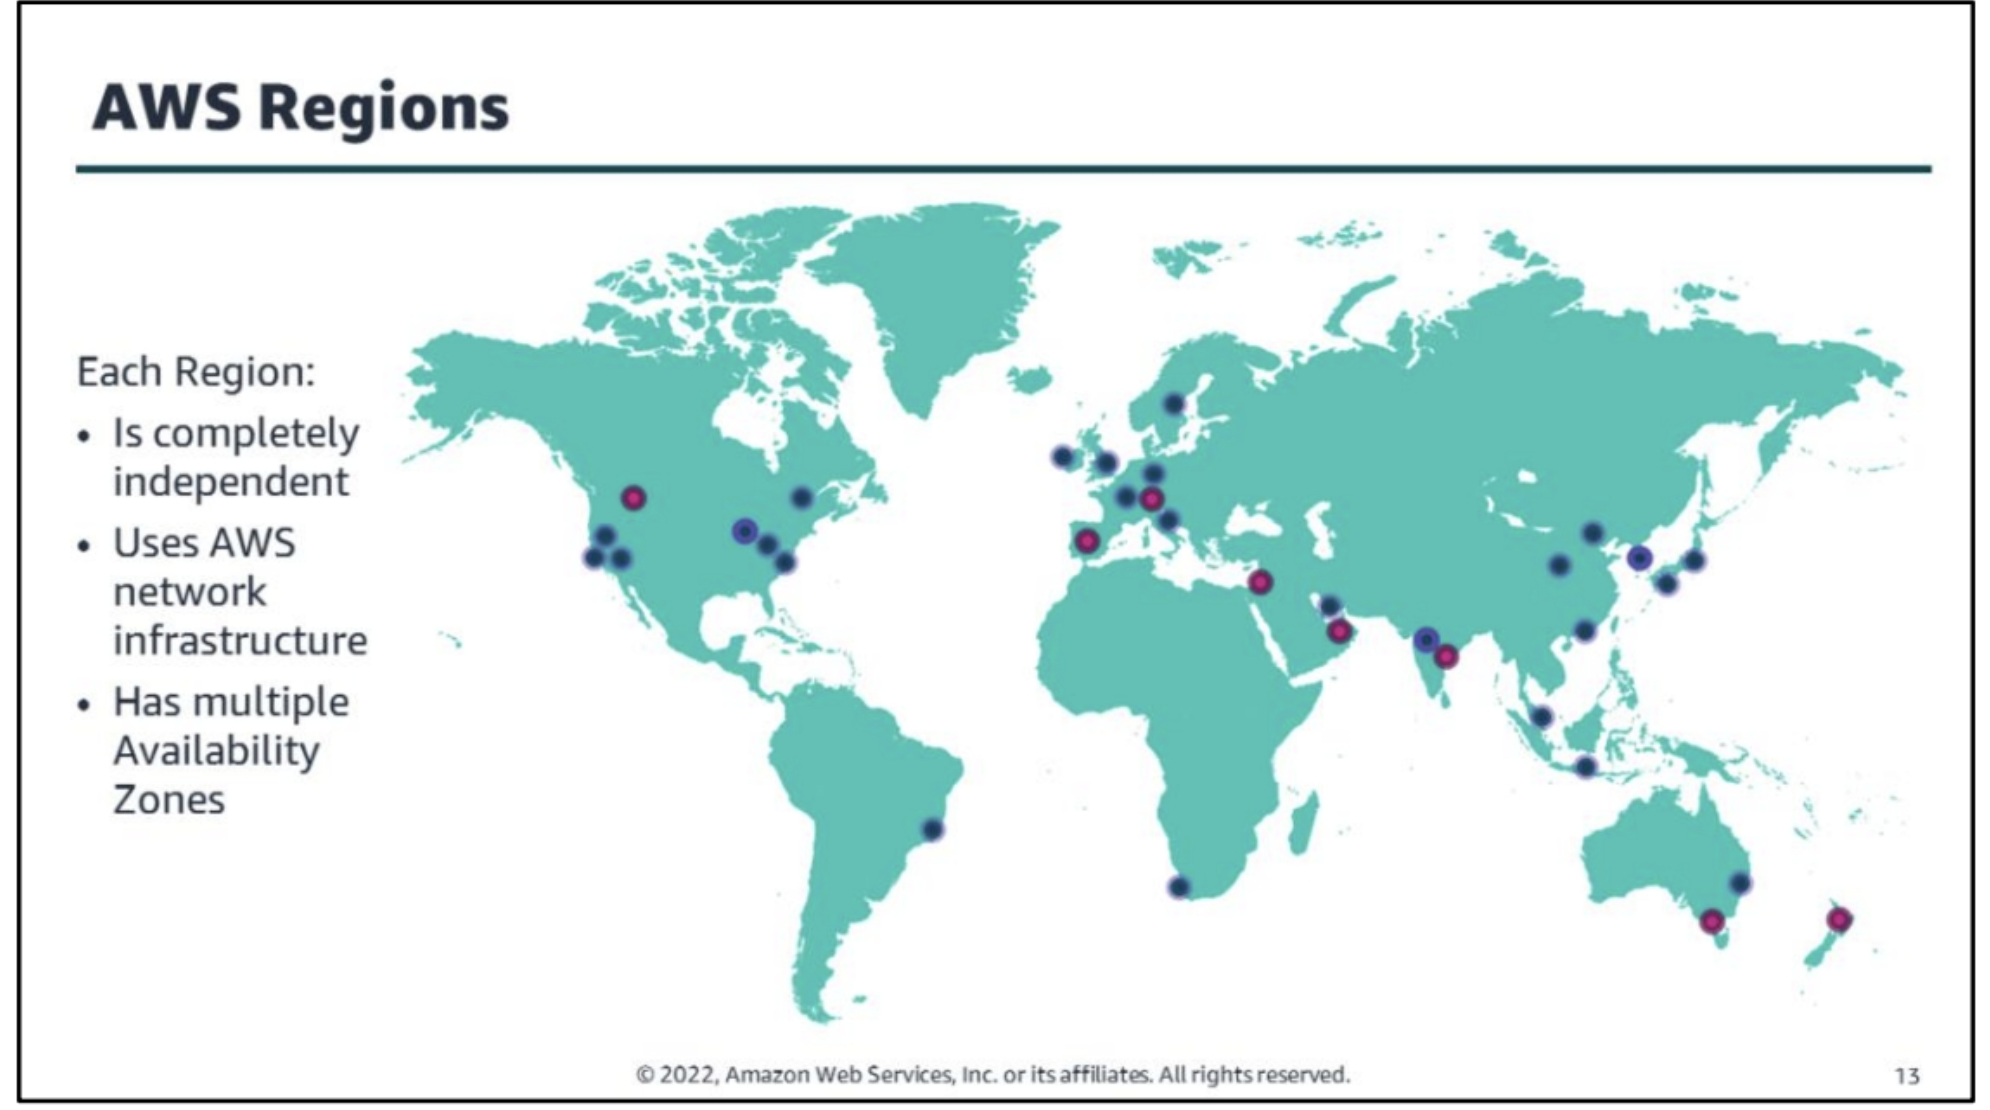 AWS Regions
Each Region:
• Is completely
independent
• Uses AWS
network
infrastructure
• Has multiple
Availability
Zones
© 2022, Amazon Web Services, Inc. or its affiliates. All rights reserved.
13